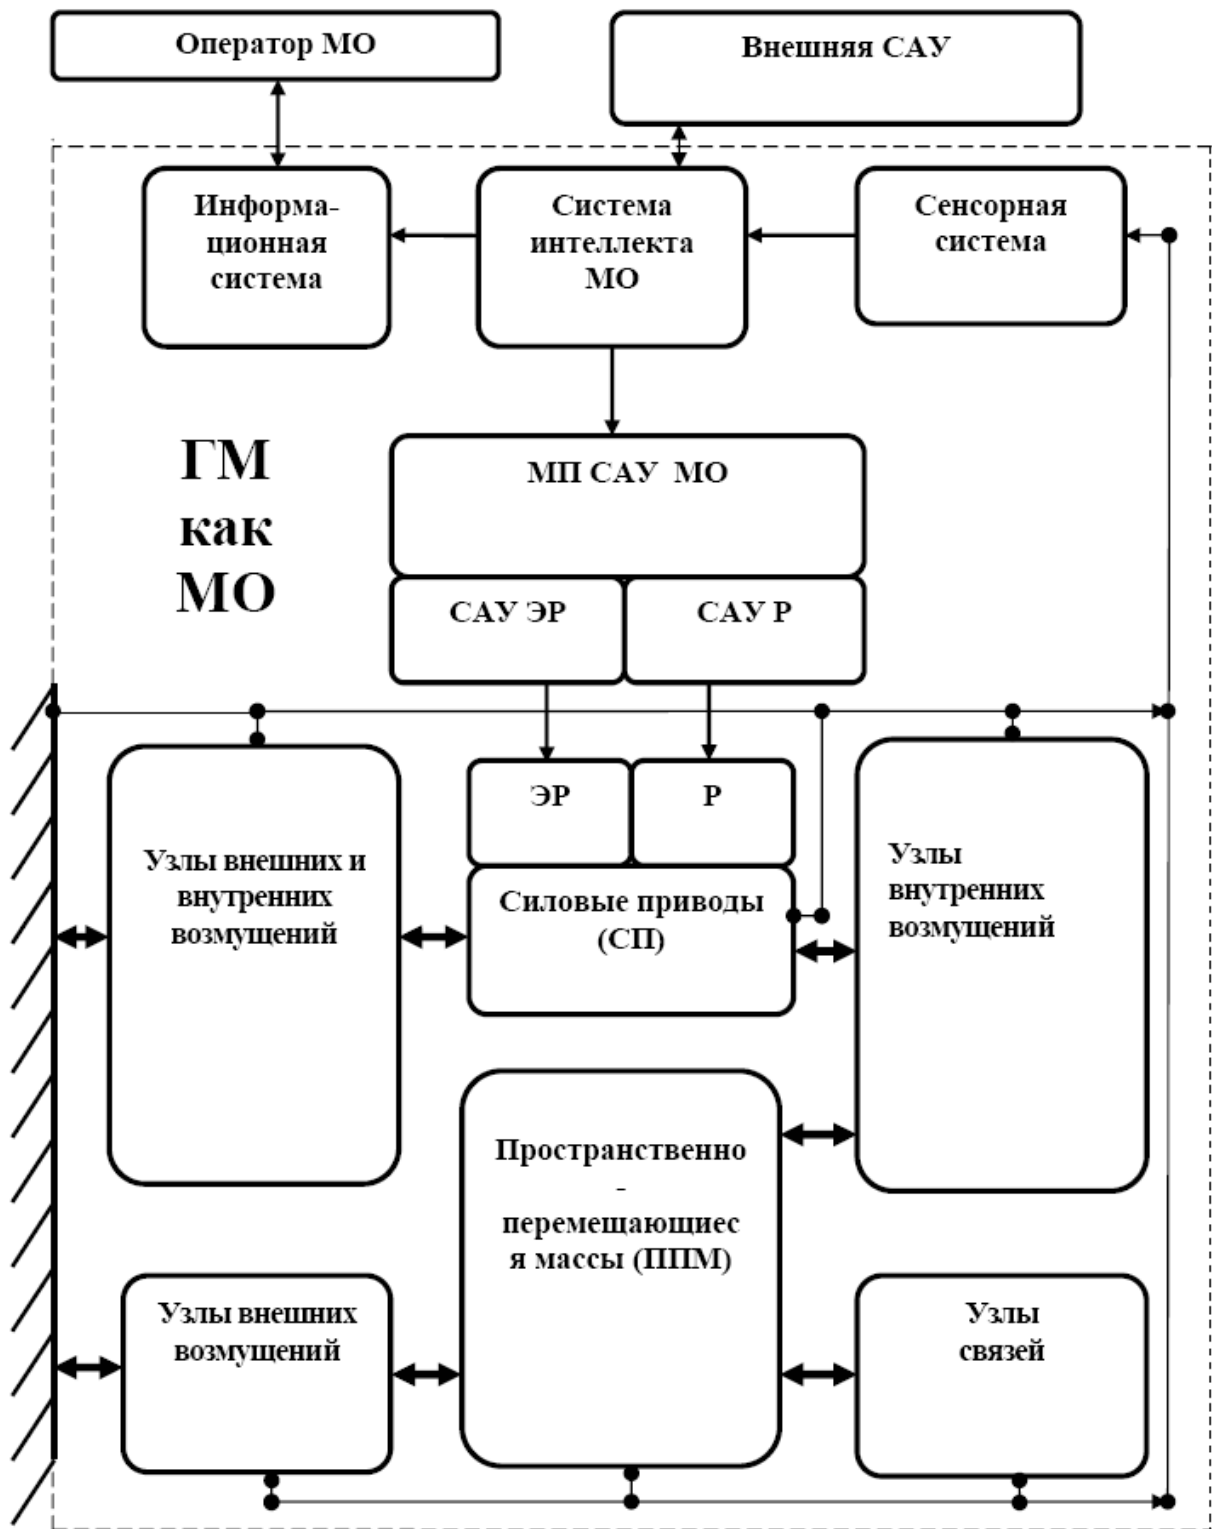 Оператор МО
Внешняя САУ
Информа-
ционная
система
Система
интеллекта
МО
Сенсорная
система
ГМ
как
МО
МП САУ МО
САУ ЭР
САУ Р
ЭР
Р
Узлы внешних и
внутренних
возмущений
Силовые приводы
(СП)
Узлы
внутренних
возмущений
Пространственно
-
перемещающиес
я массы (ППМ)
Узлы внешних
возмущений
Узлы
связей